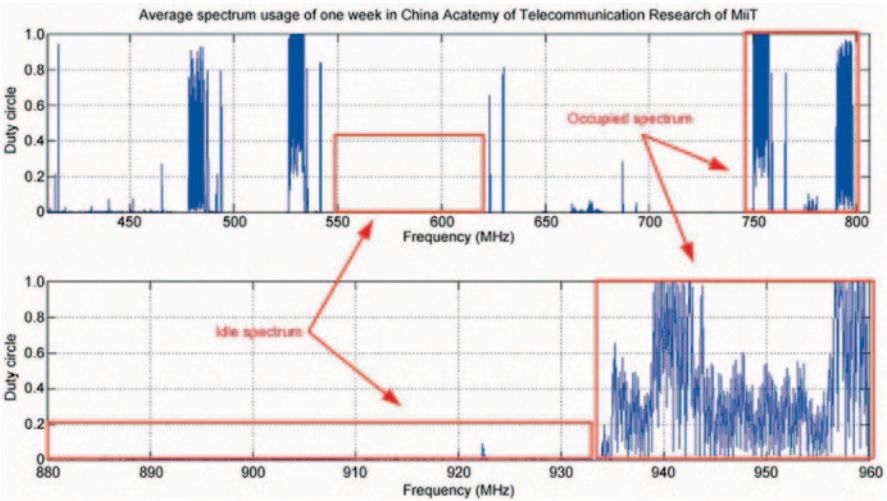 Average spectrum usage of one week in China Acatemy of Telecommunication Research of MiiT
1.0
0.8
0.6
0.4
0.2
0
Duty circle
Occupied spectrum
450 500 550 600 650 700 750 800
Frequency (MHz)
1.0
0.8
0.6
0.4
0.2
0
Duty circle
Idle spectrum
880 890 900 910 920 930 940 950 960
Frequency (MHz)